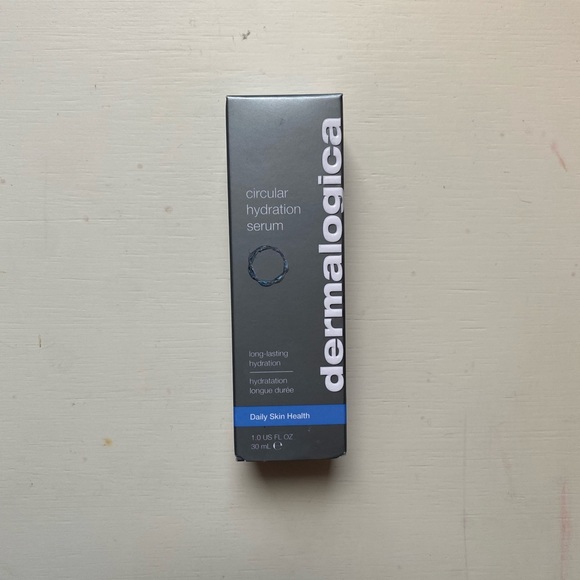 circular
hydration
serum
dermalogica
long-lasting
hydration
hydratation
longue durée
Daily Skin Health
1.0 US FL OZ
30 mL ℮